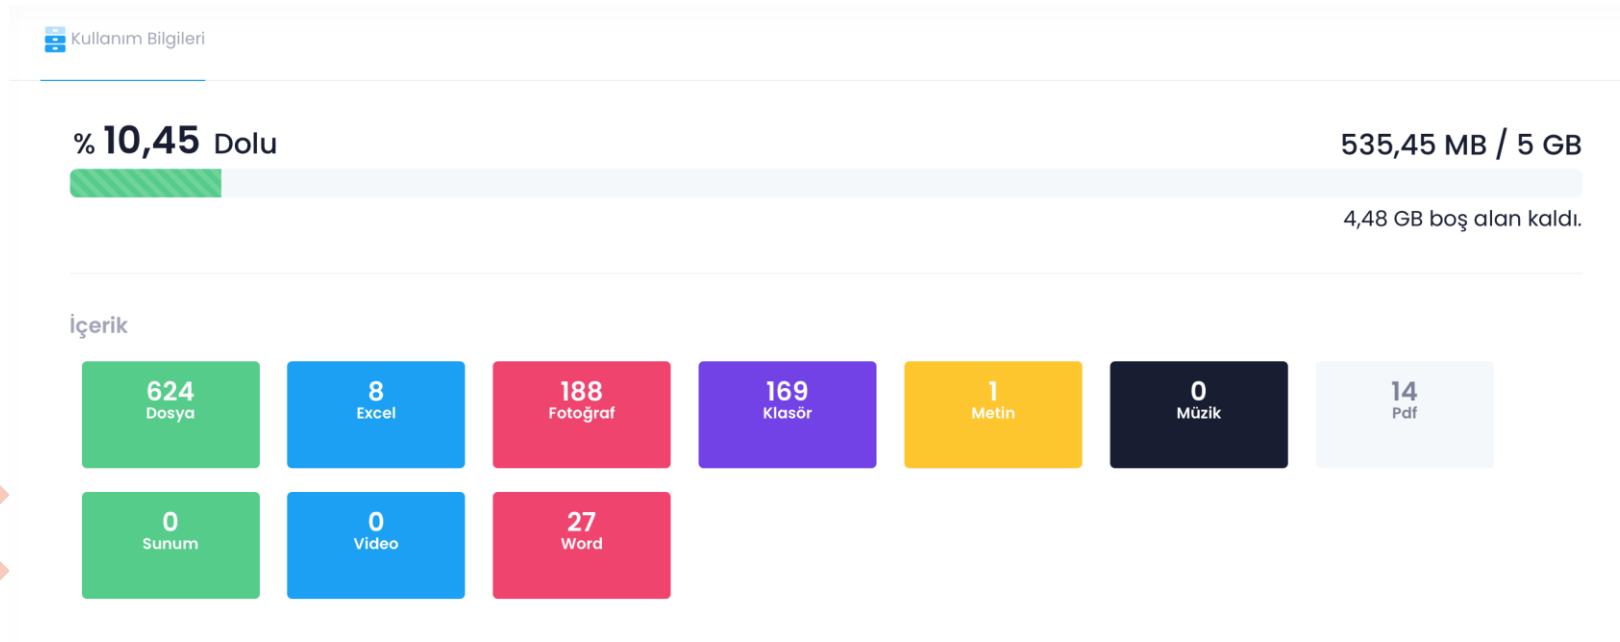 Kullanım Bilgileri
% 10,45 Dolu
535,45 MB / 5 GB
4,48 GB boş alan kaldı.
İçerik
624
Dosya
8
Excel
188
Fotoğraf
169
Klasör
1
Metin
0
Müzik
14
Pdf
0
Sunum
0
Video
27
Word